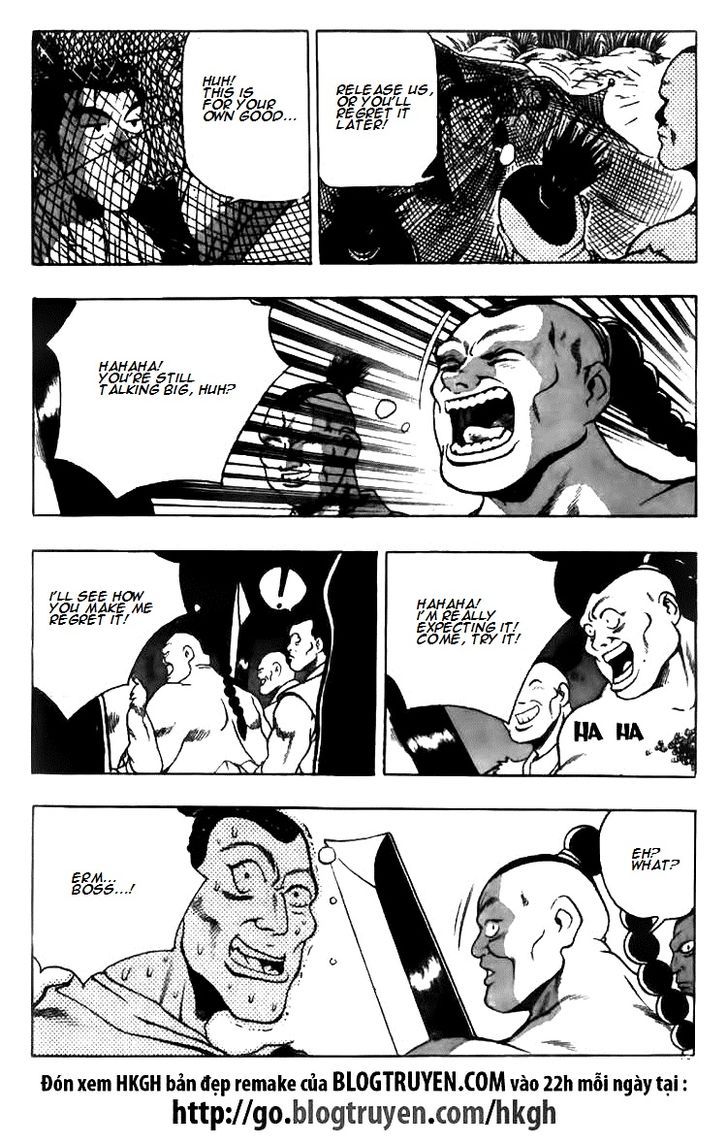 HUH!
THIS IS
FOR YOUR
OWN GOOD...
RELEASE US,
OR YOU'LL
REGRET IT
LATER!
HAHAHA!
YOU'RE STILL
TALKING BIG, HUH?
I'LL SEE HOW
YOU MAKE ME
REGRET IT!
!
HAHAHA!
I'M REALLY
EXPECTING IT!
COME, TRY IT!
HA HA
ERM...
BOSS...!
EH?
WHAT?
Đón xem HKGH bản đẹp remake của BLOGTRUYEN.COM vào 22h mỗi ngày tại :
http://go.blogtruyen.com/hkgh